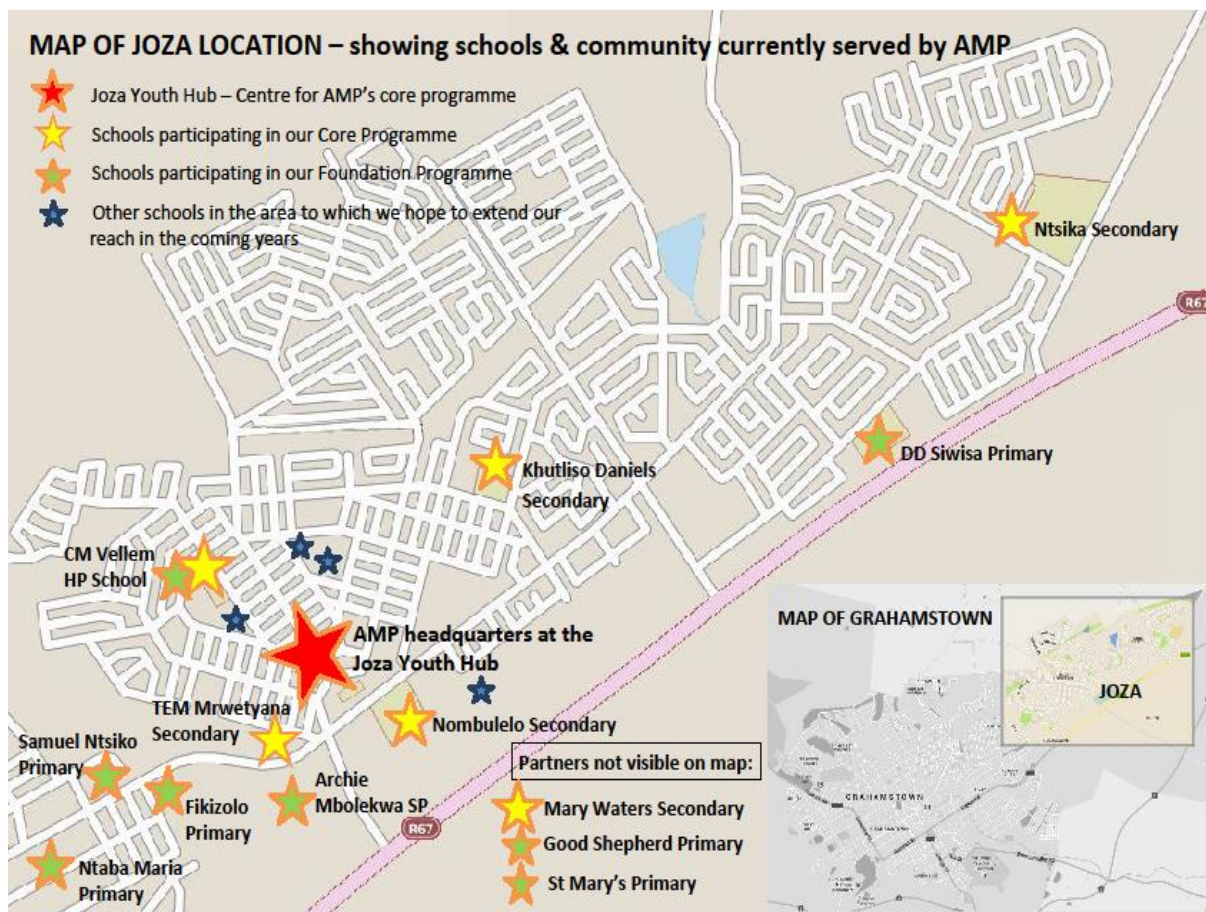 MAP OF JOZA LOCATION – showing schools & community currently served by AMP
Joza Youth Hub – Centre for AMP's core programme
Schools participating in our Core Programme
Schools participating in our Foundation Programme
Other schools in the area to which we hope to extend our
reach in the coming years
Ntsika Secondary
R67
DD Siwisa Primary
Khutliso Daniels
Secondary
CM Vellem
HP School
AMP headquarters at the
Joza Youth Hub
TEM Mrwetyana
Secondary
Nombulelo Secondary
Samuel Ntsiko
Primary
Fikizolo
Primary
Archie
Mbolekwa SP
Ntaba Maria
Primary
R67
Partners not visible on map:
Mary Waters Secondary
Good Shepherd Primary
St Mary's Primary
MAP OF GRAHAMSTOWN
JOZA
GRAHAMSTOWN